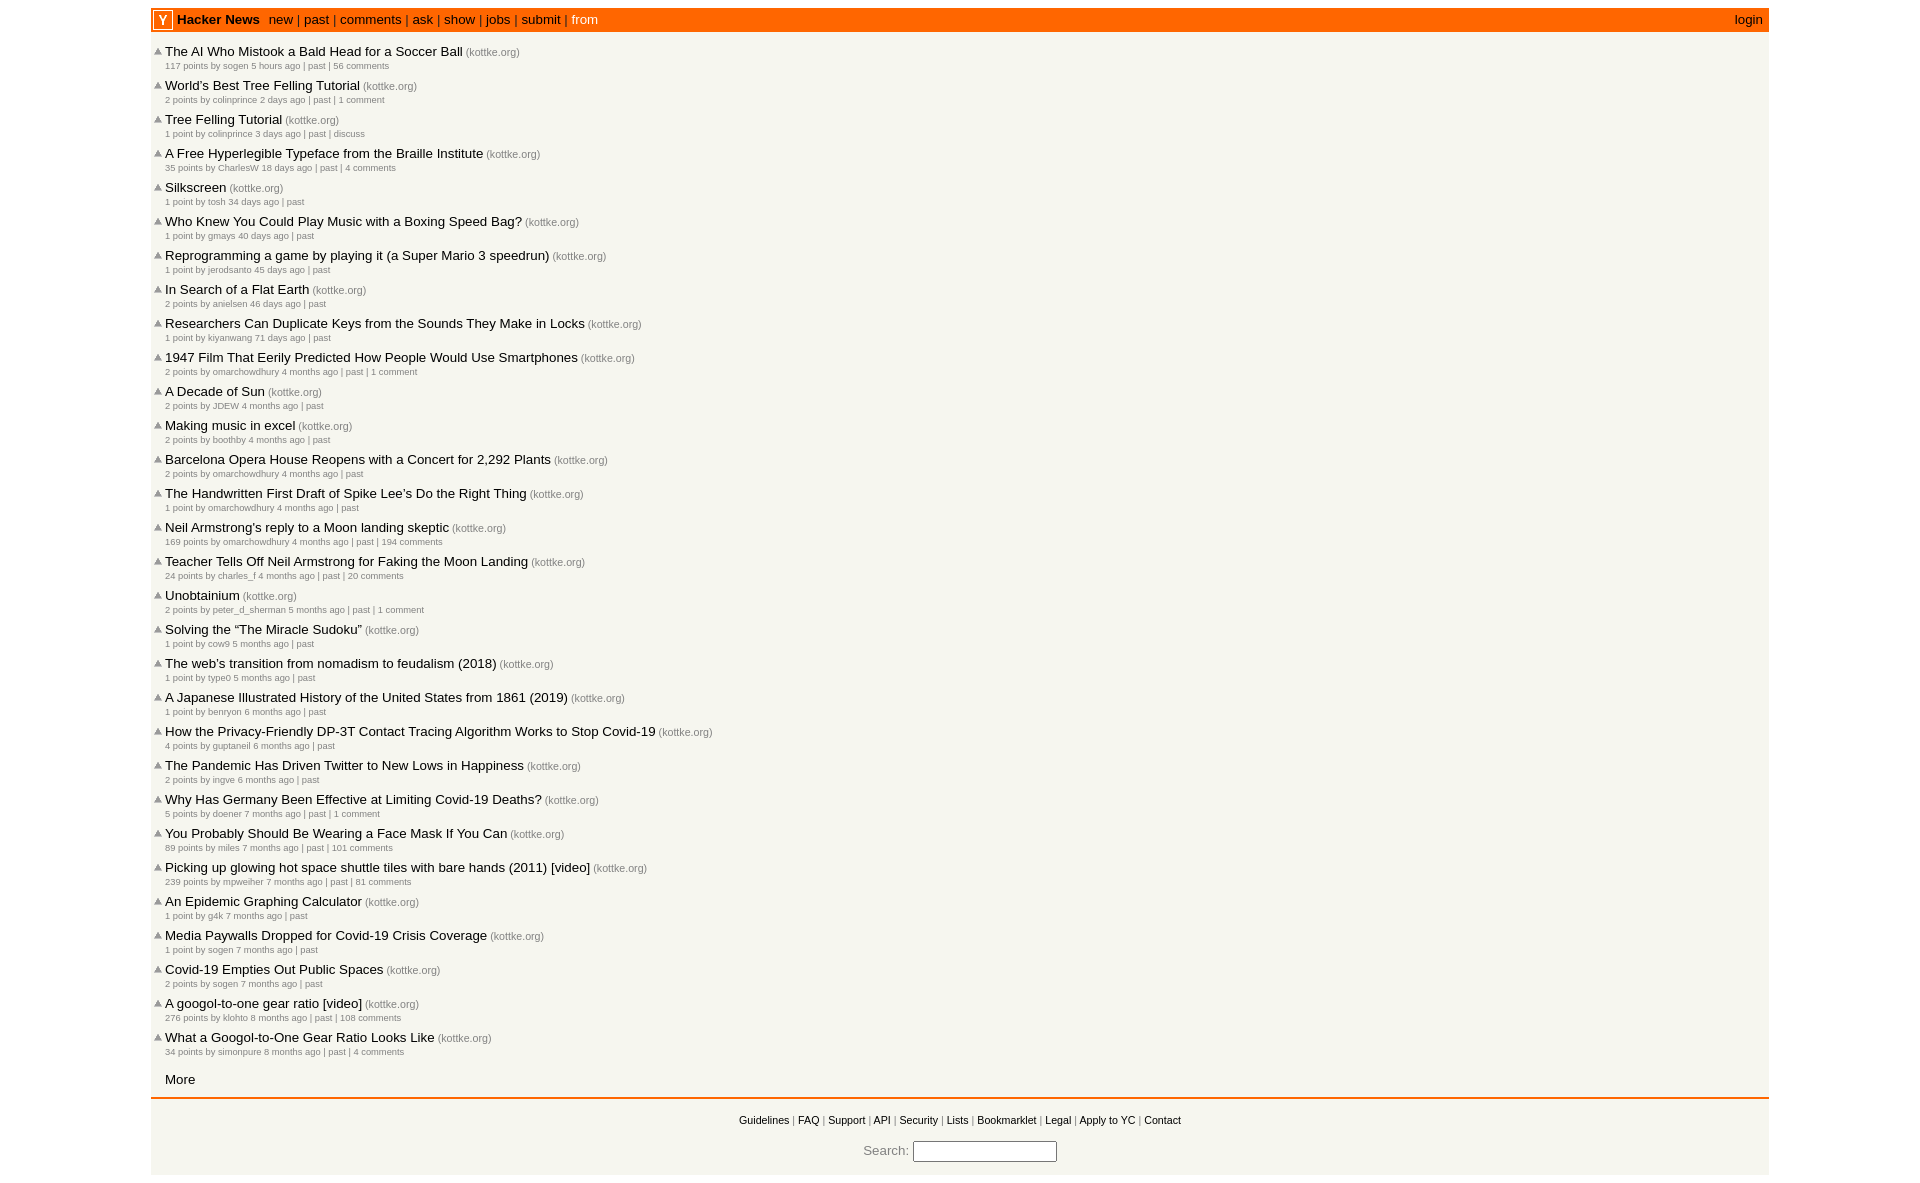 Y Hacker News new | past | comments | ask | show | jobs | submit | from login
The AI Who Mistook a Bald Head for a Soccer Ball (kottke.org)
117 points by sogen 5 hours ago | past | 56 comments
World’s Best Tree Felling Tutorial (kottke.org)
2 points by colinprince 2 days ago | past | 1 comment
Tree Felling Tutorial (kottke.org)
1 point by colinprince 3 days ago | past | discuss
A Free Hyperlegible Typeface from the Braille Institute (kottke.org)
35 points by CharlesW 18 days ago | past | 4 comments
Silkscreen (kottke.org)
1 point by tosh 34 days ago | past
Who Knew You Could Play Music with a Boxing Speed Bag? (kottke.org)
1 point by gmays 40 days ago | past
Reprogramming a game by playing it (a Super Mario 3 speedrun) (kottke.org)
1 point by jerodsanto 45 days ago | past
In Search of a Flat Earth (kottke.org)
2 points by anielsen 46 days ago | past
Researchers Can Duplicate Keys from the Sounds They Make in Locks (kottke.org)
1 point by kiyanwang 71 days ago | past
1947 Film That Eerily Predicted How People Would Use Smartphones (kottke.org)
2 points by omarchowdhury 4 months ago | past | 1 comment
A Decade of Sun (kottke.org)
2 points by JDEW 4 months ago | past
Making music in excel (kottke.org)
2 points by boothby 4 months ago | past
Barcelona Opera House Reopens with a Concert for 2,292 Plants (kottke.org)
2 points by omarchowdhury 4 months ago | past
The Handwritten First Draft of Spike Lee’s Do the Right Thing (kottke.org)
1 point by omarchowdhury 4 months ago | past
Neil Armstrong's reply to a Moon landing skeptic (kottke.org)
169 points by omarchowdhury 4 months ago | past | 194 comments
Teacher Tells Off Neil Armstrong for Faking the Moon Landing (kottke.org)
24 points by charles_f 4 months ago | past | 20 comments
Unobtainium (kottke.org)
2 points by peter_d_sherman 5 months ago | past | 1 comment
Solving the “The Miracle Sudoku” (kottke.org)
1 point by cow9 5 months ago | past
The web’s transition from nomadism to feudalism (2018) (kottke.org)
1 point by type0 5 months ago | past
A Japanese Illustrated History of the United States from 1861 (2019) (kottke.org)
1 point by benryon 6 months ago | past
How the Privacy-Friendly DP-3T Contact Tracing Algorithm Works to Stop Covid-19 (kottke.org)
4 points by guptaneil 6 months ago | past
The Pandemic Has Driven Twitter to New Lows in Happiness (kottke.org)
2 points by ingve 6 months ago | past
Why Has Germany Been Effective at Limiting Covid-19 Deaths? (kottke.org)
5 points by doener 7 months ago | past | 1 comment
You Probably Should Be Wearing a Face Mask If You Can (kottke.org)
89 points by miles 7 months ago | past | 101 comments
Picking up glowing hot space shuttle tiles with bare hands (2011) [video] (kottke.org)
239 points by mpweiher 7 months ago | past | 81 comments
An Epidemic Graphing Calculator (kottke.org)
1 point by g4k 7 months ago | past
Media Paywalls Dropped for Covid-19 Crisis Coverage (kottke.org)
1 point by sogen 7 months ago | past
Covid-19 Empties Out Public Spaces (kottke.org)
2 points by sogen 7 months ago | past
A googol-to-one gear ratio [video] (kottke.org)
276 points by klohto 8 months ago | past | 108 comments
What a Googol-to-One Gear Ratio Looks Like (kottke.org)
34 points by simonpure 8 months ago | past | 4 comments
More
Guidelines | FAQ | Support | API | Security | Lists | Bookmarklet | Legal | Apply to YC | Contact
Search: